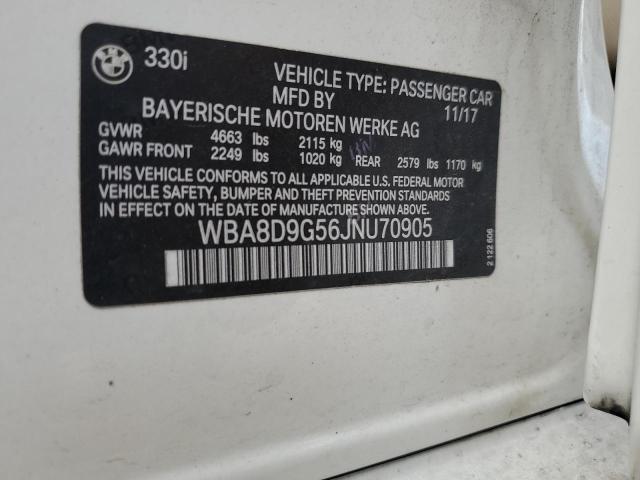 BMW 330i
VEHICLE TYPE: PASSENGER CAR
MFD BY 11/17
BAYERISCHE MOTOREN WERKE AG
GVWR 4663 lbs 2115 kg
GAWR FRONT 2249 lbs 1020 kg REAR 2579 lbs 1170 kg
THIS VEHICLE CONFORMS TO ALL APPLICABLE U.S. FEDERAL MOTOR
VEHICLE SAFETY, BUMPER AND THEFT PREVENTION STANDARDS
IN EFFECT ON THE DATE OF MANUFACTURE SHOWN ABOVE.
WBA8D9G56JNU70905
2 122 606